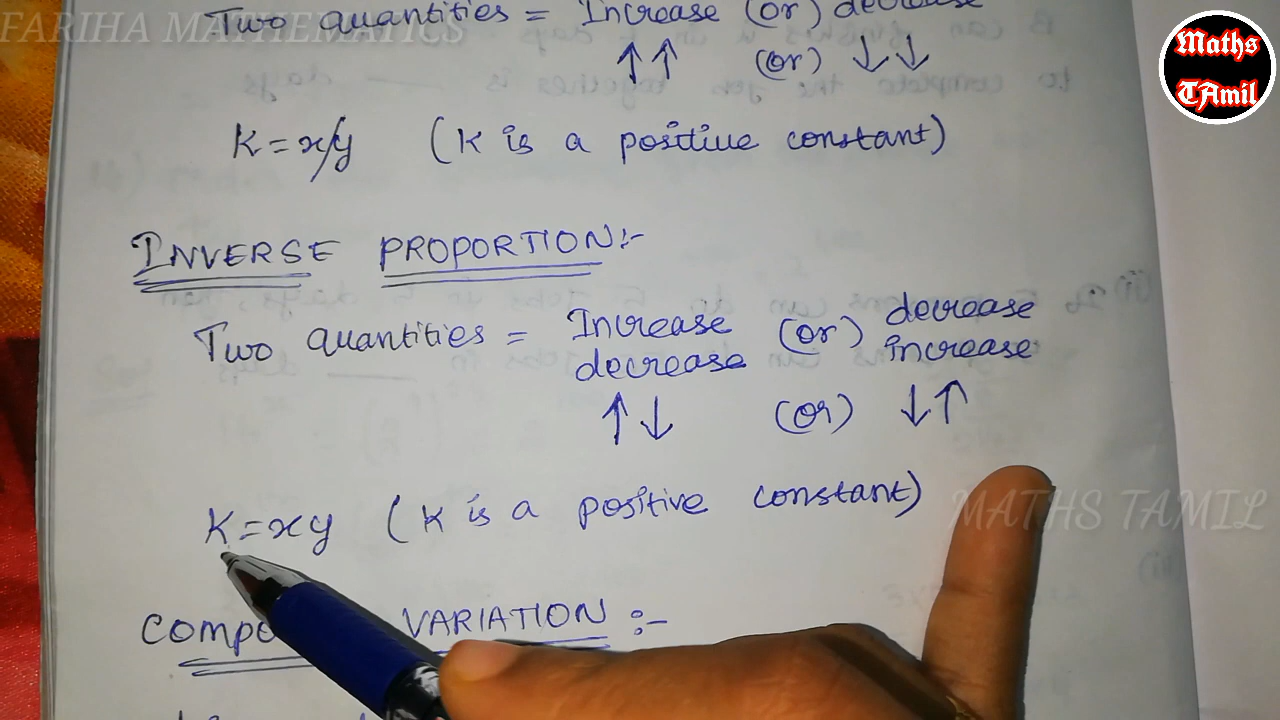 Two quantities = Increase (or) decrease
FARIHA MATHEMATICS
↑↑ (or) ↓↓
Maths
TAmil
K = x/y (K is a positive constant)
INVERSE PROPORTION:-
Two quantities = Increase (or) decrease
decrease increase
↑↓ (or) ↓↑
K = xy (K is a positive constant)
MATHS TAMIL
VARIATION :-